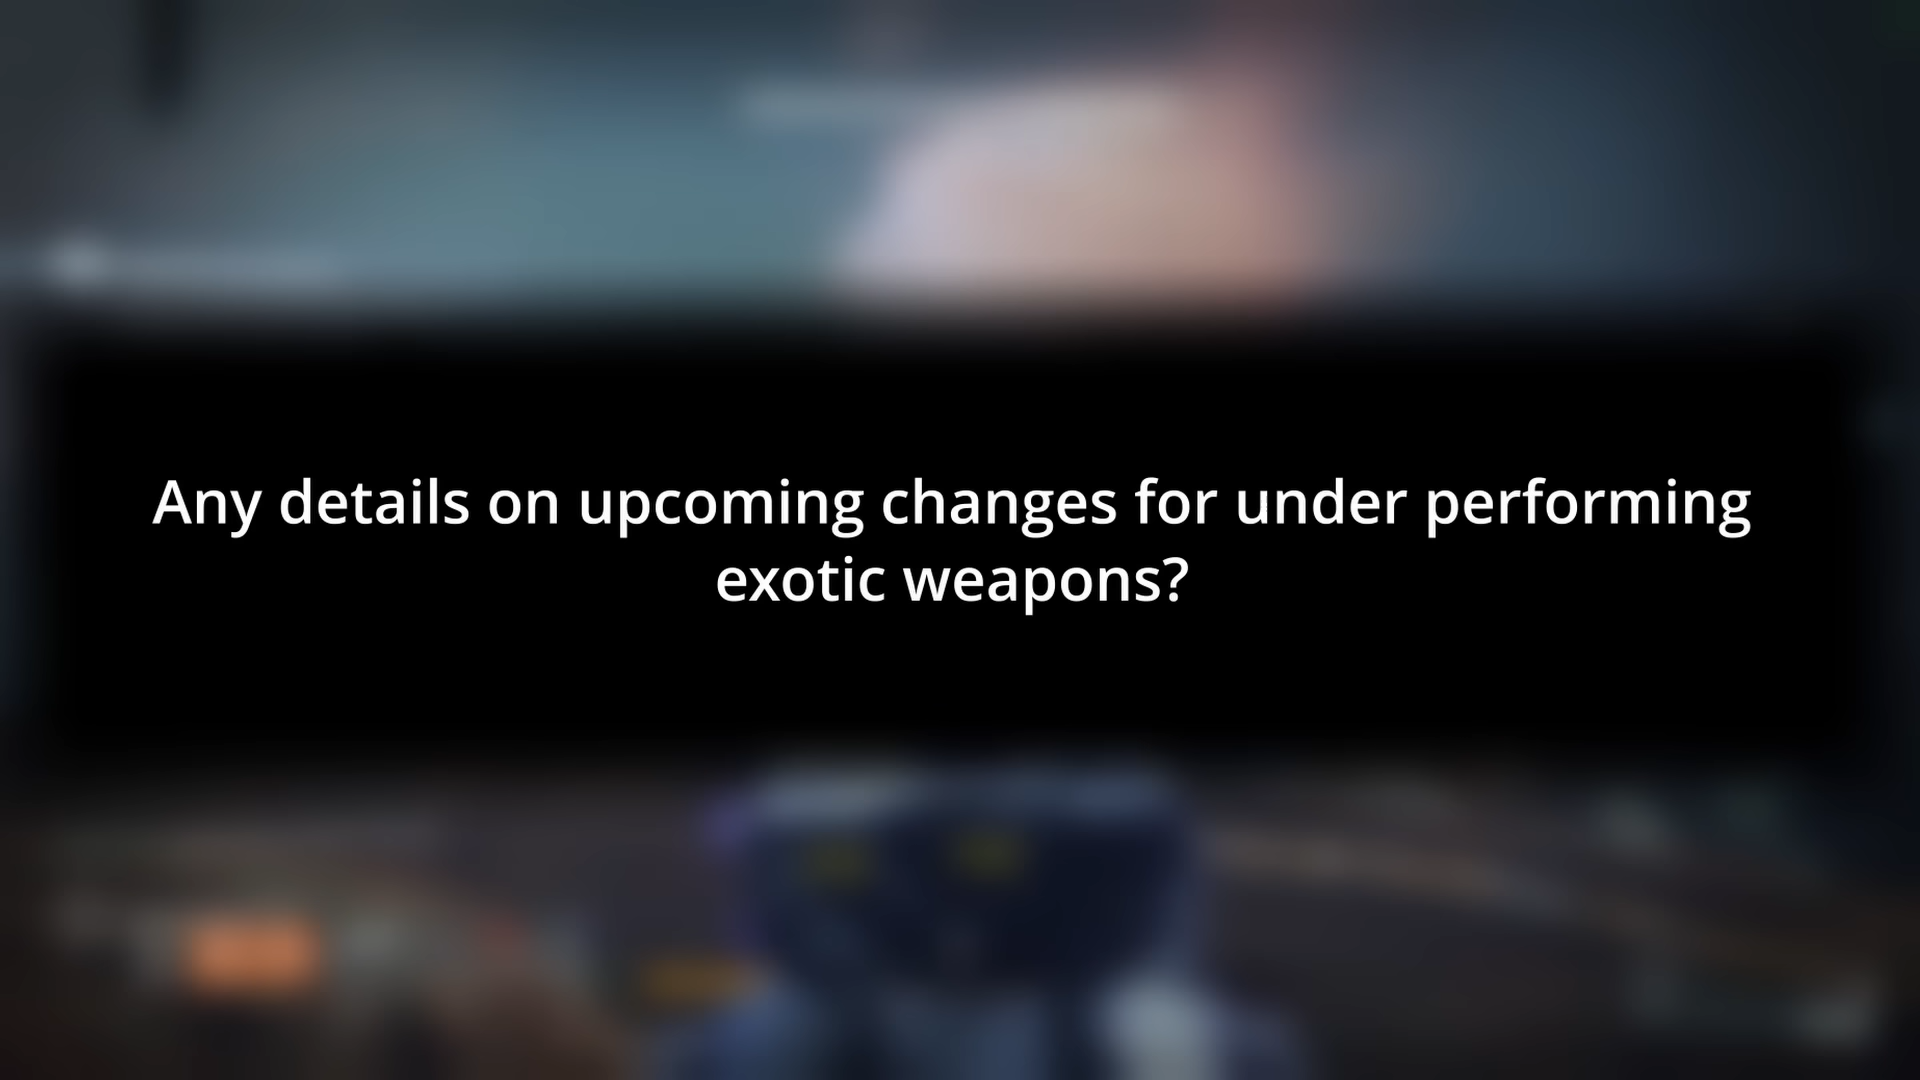 Any details on upcoming changes for under performing
exotic weapons?